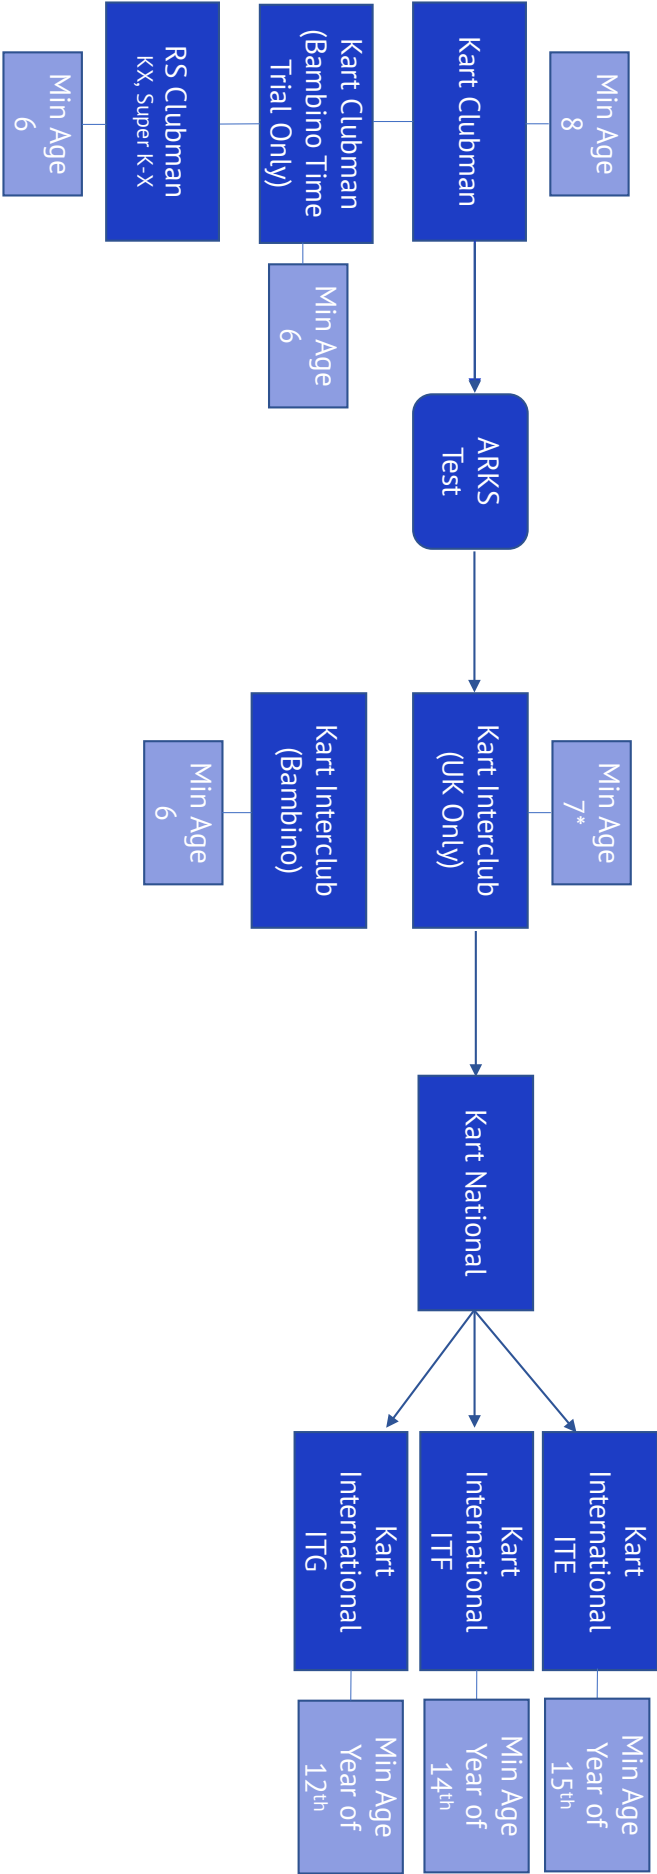 Min Age
8
Kart Clubman
Kart Clubman
(Bambino Time
Trial Only)
Min Age
6
RS Clubman
KX, Super K-X
Min Age
6
ARKS
Test
Min Age
7*
Kart Interclub
(UK Only)
Kart Interclub
(Bambino)
Min Age
6
Kart National
Kart
International
ITE
Min Age
Year of
15th
Kart
International
ITF
Min Age
Year of
14th
Kart
International
ITG
Min Age
Year of
12th